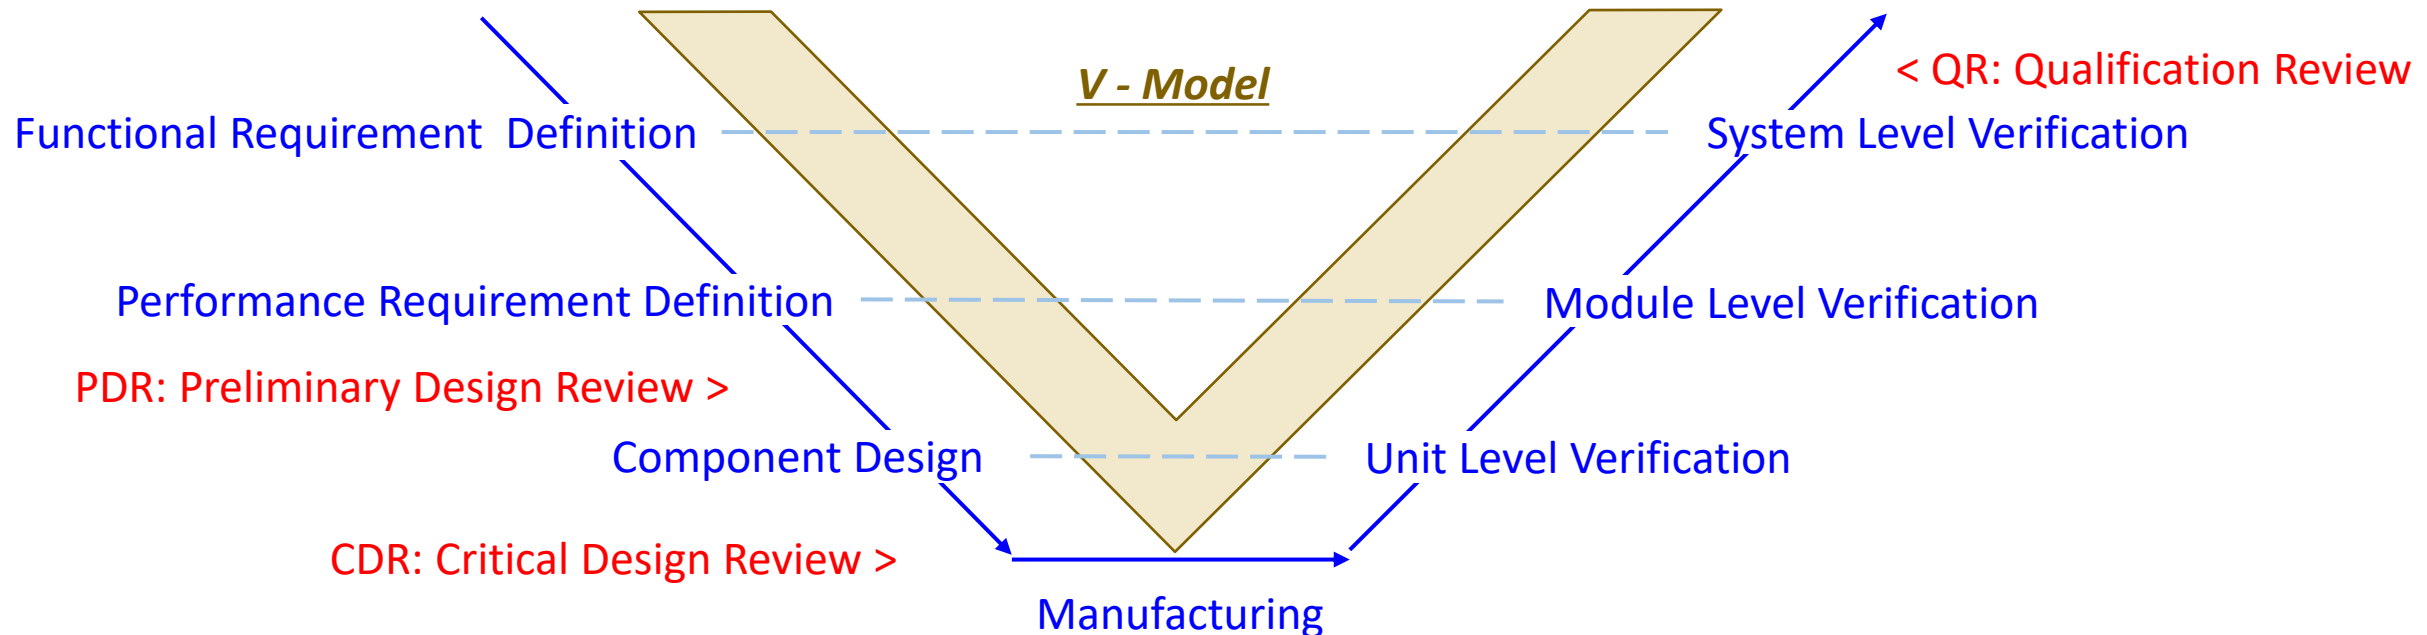 V - Model
< QR: Qualification Review
Functional Requirement  Definition
System Level Verification
Performance Requirement Definition
Module Level Verification
PDR: Preliminary Design Review >
Component Design
Unit Level Verification
CDR: Critical Design Review >
Manufacturing